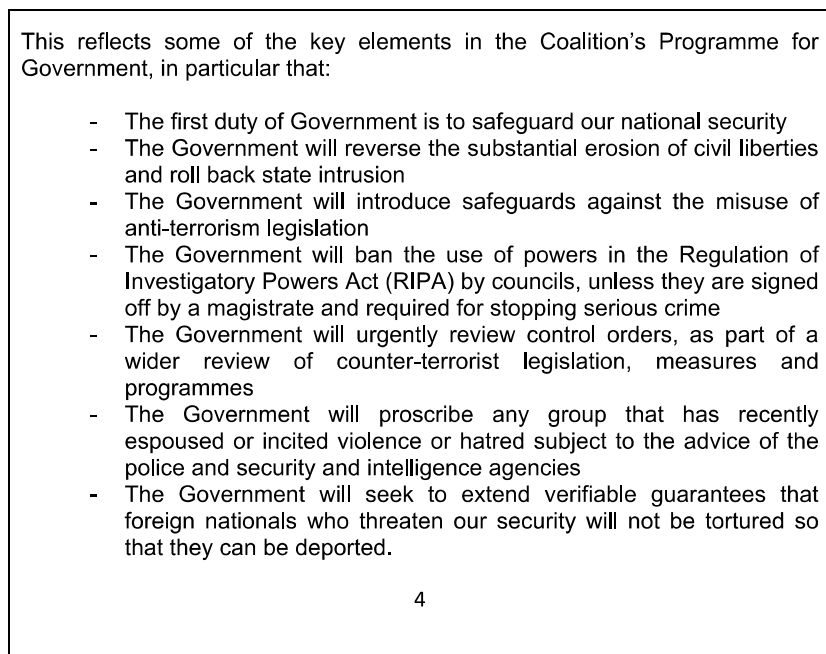 This reflects some of the key elements in the Coalition's Programme for
Government, in particular that:
- The first duty of Government is to safeguard our national security
- The Government will reverse the substantial erosion of civil liberties
and roll back state intrusion
- The Government will introduce safeguards against the misuse of
anti-terrorism legislation
- The Government will ban the use of powers in the Regulation of
Investigatory Powers Act (RIPA) by councils, unless they are signed
off by a magistrate and required for stopping serious crime
- The Government will urgently review control orders, as part of a
wider review of counter-terrorist legislation, measures and
programmes
- The Government will proscribe any group that has recently
espoused or incited violence or hatred subject to the advice of the
police and security and intelligence agencies
- The Government will seek to extend verifiable guarantees that
foreign nationals who threaten our security will not be tortured so
that they can be deported.
4